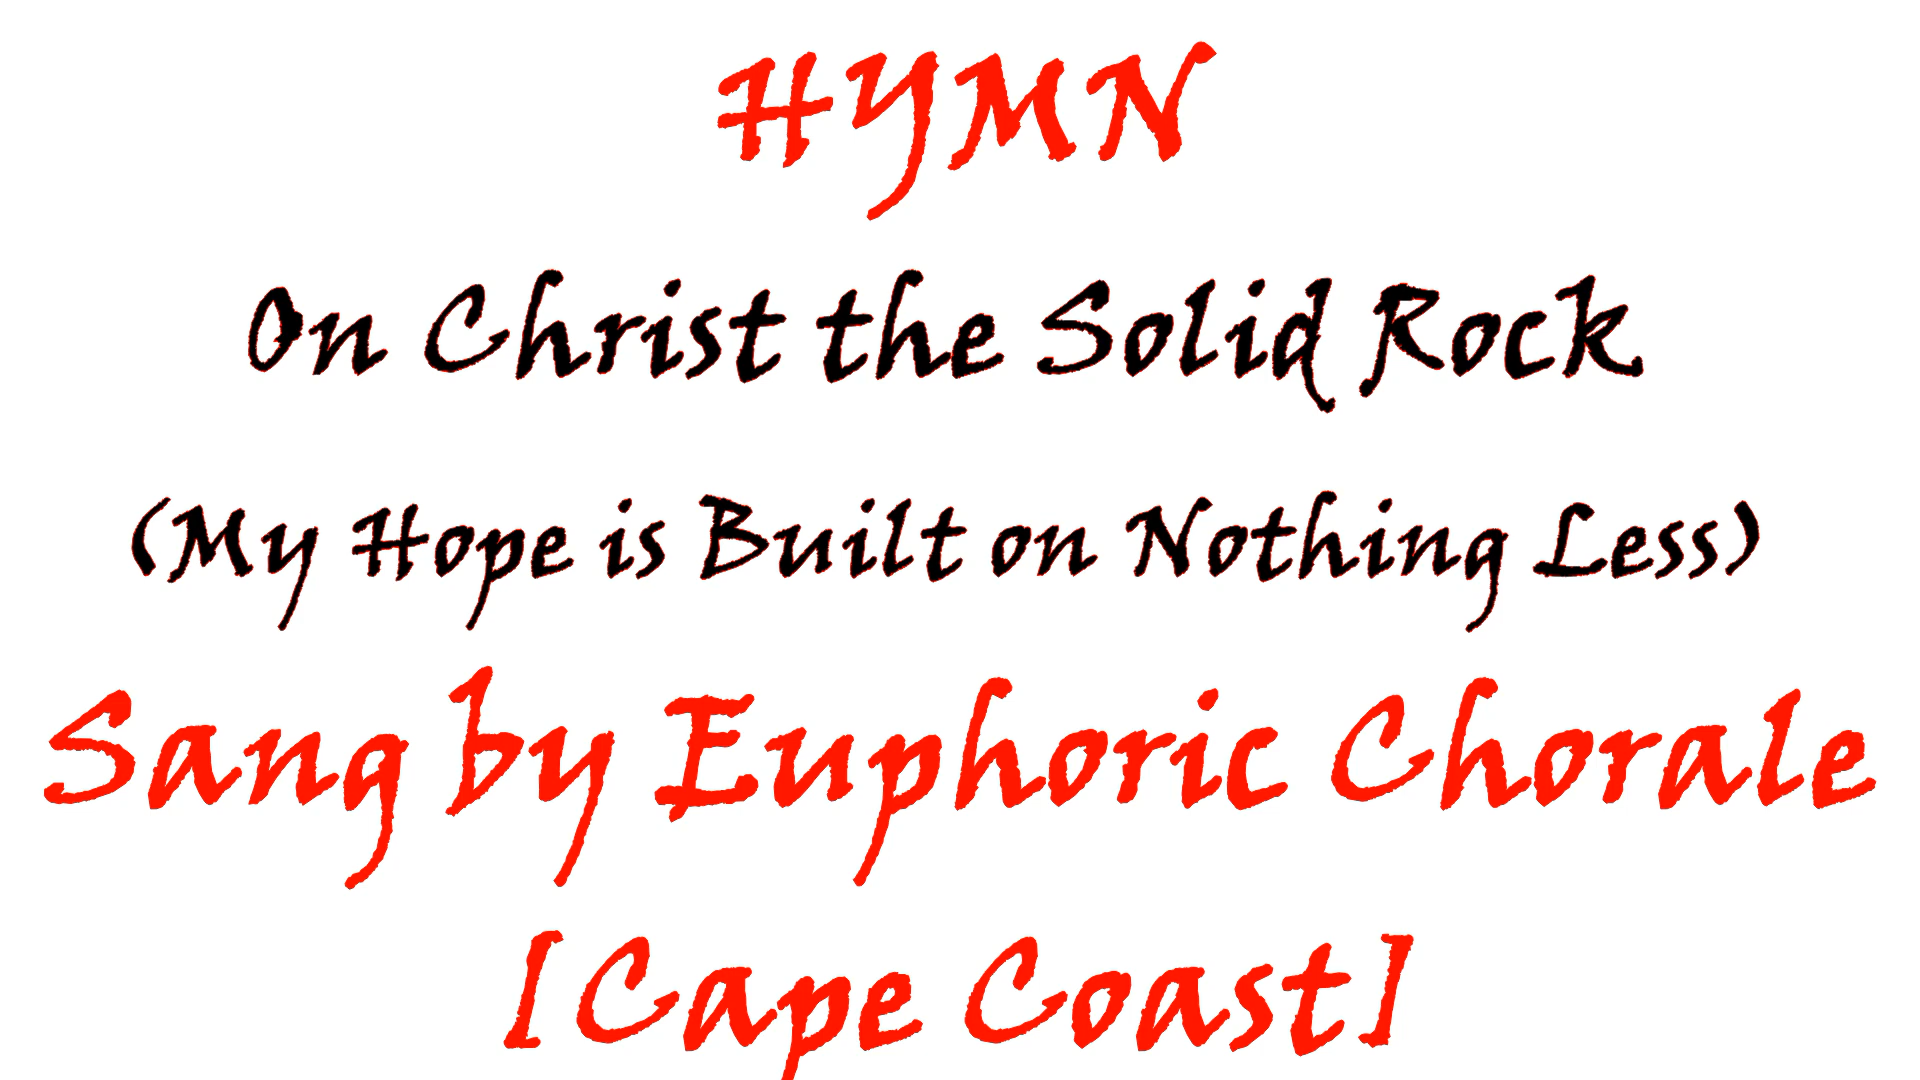 HYMN
On Christ the Solid Rock
(My Hope is Built on Nothing Less)
Sang by Euphoric Chorale
[Cape Coast]